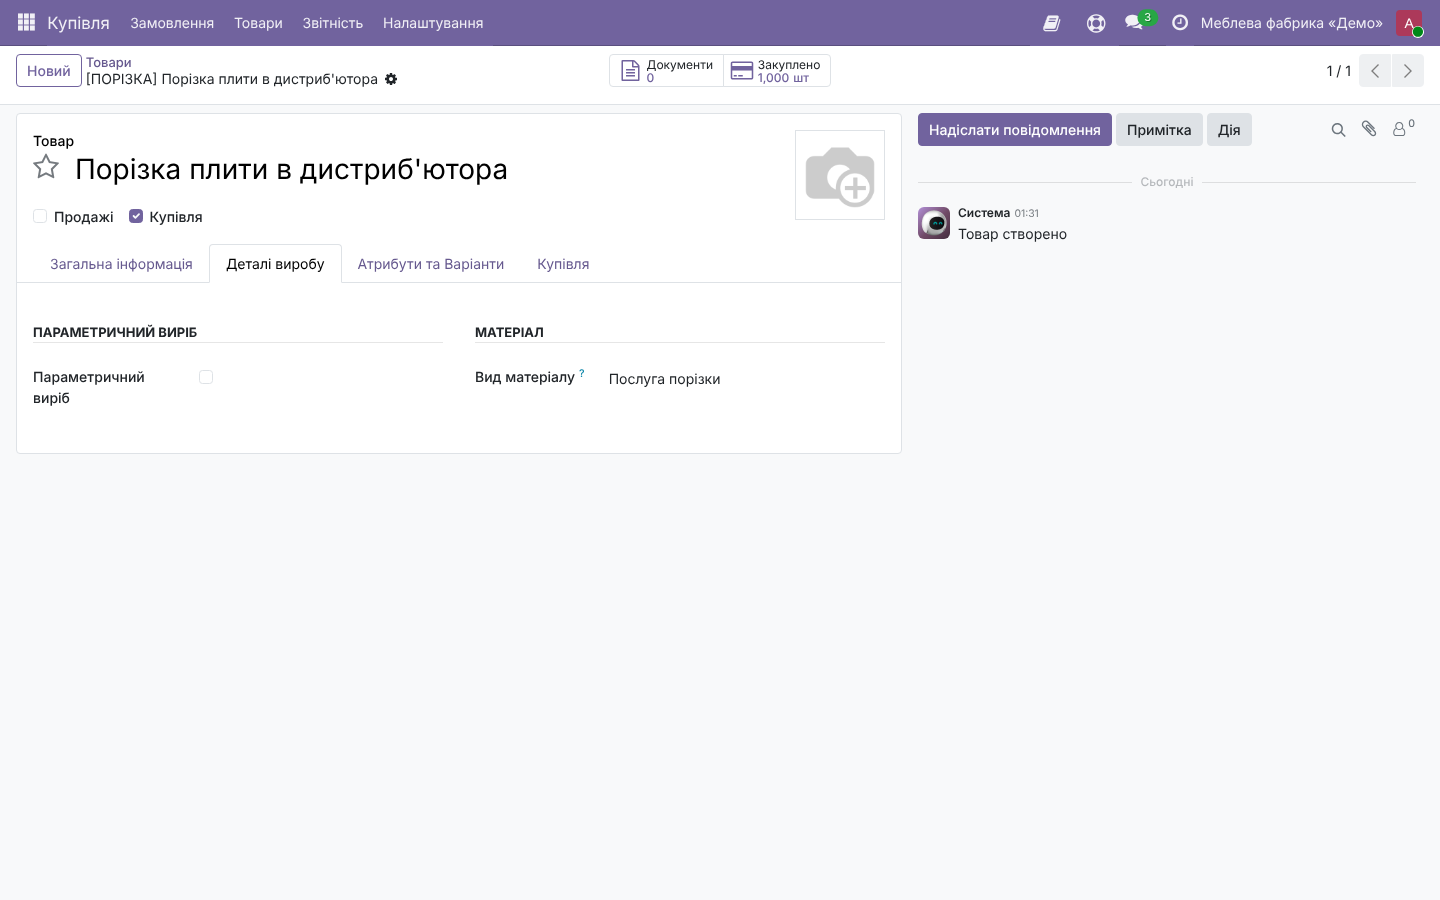 Купівля Замовлення Товари Звітність Налаштування 3 Меблева фабрика «Демо» A
Новий Товари
[ПОРІЗКА] Порізка плити в дистриб'ютора
Документи 0
Закуплено 1,000 шт
1 / 1
Товар
Порізка плити в дистриб'ютора
Продажі Купівля
Загальна інформація Деталі виробу Атрибути та Варіанти Купівля
ПАРАМЕТРИЧНИЙ ВИРІБ
Параметричний
виріб
МАТЕРІАЛ
Вид матеріалу ? Послуга порізки
Надіслати повідомлення Примітка Дія 0
Сьогодні
Система 01:31
Товар створено